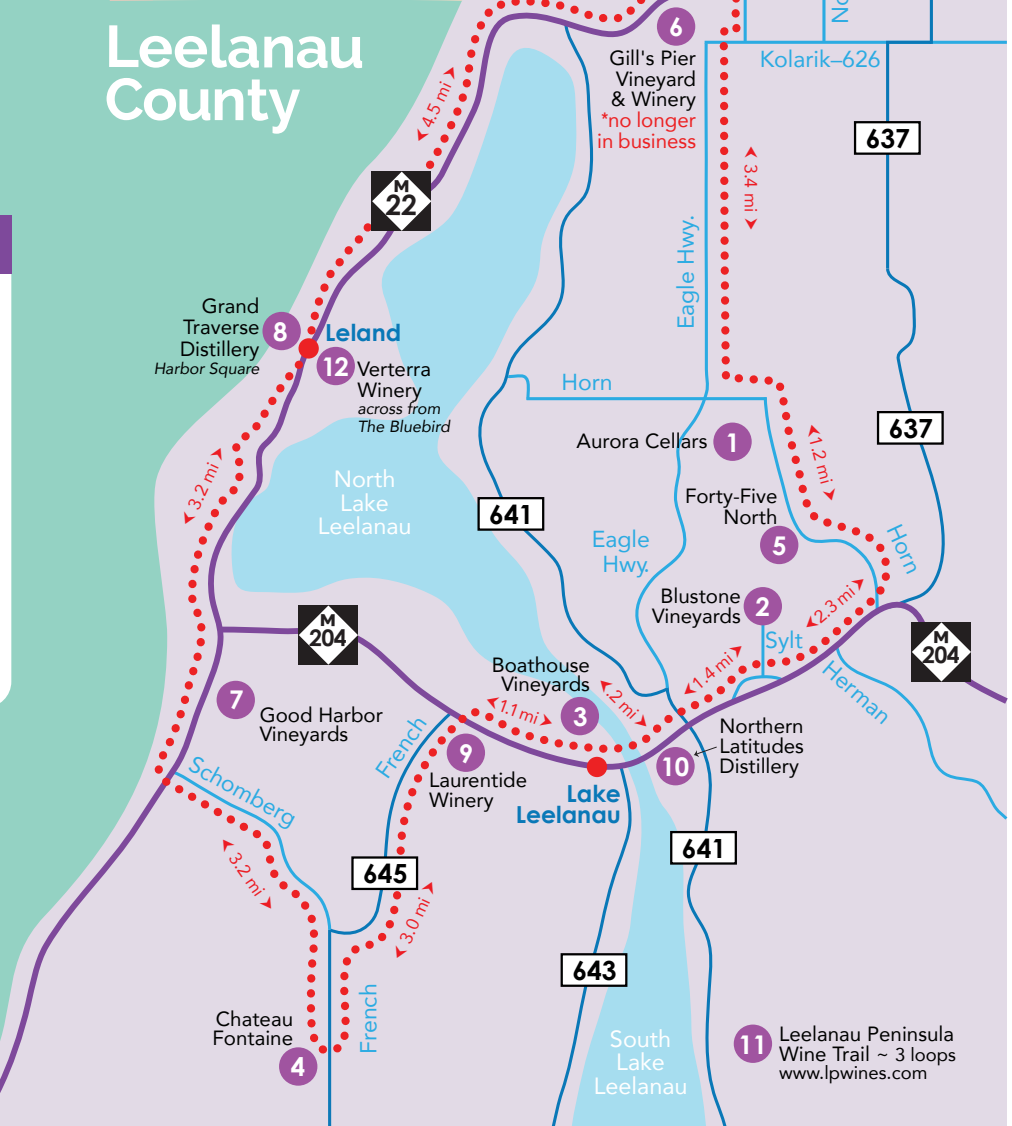 Leelanau
County
6
Gill's Pier
Vineyard
& Winery
*no longer
in business
No
Kolarik–626
637
4.5 mi
3.4 mi
M
22
Eagle Hwy.
Grand
Traverse
Distillery
Harbor Square
8
Leland
12
Verterra
Winery
across from
The Bluebird
Horn
Aurora Cellars
1
637
1.2 mi
3.2 mi
North
Lake
Leelanau
641
Forty-Five
North
5
Eagle
Hwy.
Horn
Blustone
Vineyards
2
2.3 mi
Sylt
M
204
M
204
Boathouse
Vineyards
3
1.4 mi
.2 mi
1.1 mi
Herman
7
Good Harbor
Vineyards
French
9
Laurentide
Winery
Northern
Latitudes
Distillery
10
Lake
Leelanau
Schomberg
3.2 mi
645
641
3.0 mi
643
French
Chateau
Fontaine
4
South
Lake
Leelanau
11
Leelanau Peninsula
Wine Trail ~ 3 loops
www.lpwines.com